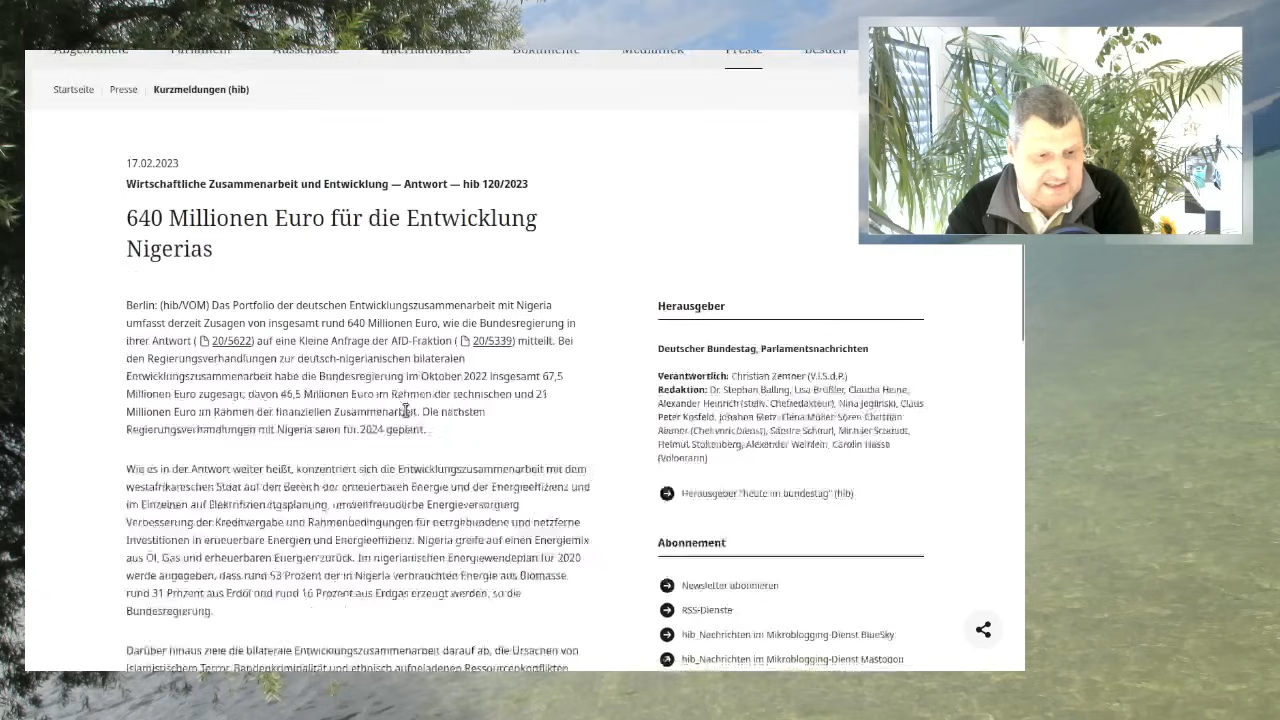 Abgeordnete Parlament Ausschüsse Internationales Dokumente Mediathek Presse Besuch
Startseite Presse Kurzmeldungen (hib)
17.02.2023
Wirtschaftliche Zusammenarbeit und Entwicklung — Antwort — hib 120/2023
640 Millionen Euro für die Entwicklung
Nigerias
Berlin: (hib/VOM) Das Portfolio der deutschen Entwicklungszusammenarbeit mit Nigeria
umfasst derzeit Zusagen von insgesamt rund 640 Millionen Euro, wie die Bundesregierung in
ihrer Antwort ( 20/5622) auf eine Kleine Anfrage der AfD-Fraktion ( 20/5339) mitteilt. Bei
den Regierungsverhandlungen zur deutsch-nigerianischen bilateralen
Entwicklungszusammenarbeit habe die Bundesregierung im Oktober 2022 insgesamt 67,5
Millionen Euro zugesagt, davon 46,5 Millionen Euro im Rahmen der technischen und 21
Millionen Euro im Rahmen der finanziellen Zusammenarbeit. Die nächsten
Regierungsverhandlungen mit Nigeria seien für 2024 geplant.
Wie es in der Antwort weiter heißt, konzentriert sich die Entwicklungszusammenarbeit mit dem
westafrikanischen Staat auf den Bereich der erneuerbaren Energie und der Energieeffizienz und
im Einzelnen auf Elektrifizierungsplanung, umweltfreundliche Energieversorgung
Verbesserung der Kreditvergabe und Rahmenbedingungen für netzgebundene und netzferne
Investitionen in erneuerbare Energien und Energieeffizienz. Nigeria greife auf einen Energiemix
aus Öl, Gas und erneuerbaren Energien zurück. Im nigerianischen Energiewendeplan für 2020
werde angegeben, dass rund 53 Prozent der in Nigeria verbrauchten Energie aus Biomasse,
rund 31 Prozent aus Erdöl und rund 16 Prozent aus Erdgas erzeugt werden, so die
Bundesregierung.
Darüber hinaus ziele die bilaterale Entwicklungszusammenarbeit darauf ab, die Ursachen von
islamistischem Terror, Bandenkriminalität und ethnisch aufgeladenen Ressourcenkonflikten
Herausgeber
Deutscher Bundestag, Parlamentsnachrichten
Verantwortlich: Christian Zentner (V.i.S.d.P.)
Redaktion: Dr. Stephan Balling, Lisa Brüßler, Claudia Heine,
Alexander Heinrich (stellv. Chefredakteur), Nina Jeglinski, Claus
Peter Kosfeld, Johanna Metz, Elena Müller, Sören Christian
Reimer (Chef vom Dienst), Sandra Schmid, Michael Schmidt,
Helmut Stoltenberg, Alexander Weinlein, Carolin Hasse
(Volontärin)
Herausgeber "heute im bundestag" (hib)
Abonnement
Newsletter abonnieren
RSS-Dienste
hib_Nachrichten im Mikroblogging-Dienst BlueSky
hib_Nachrichten im Mikroblogging-Dienst Mastodon